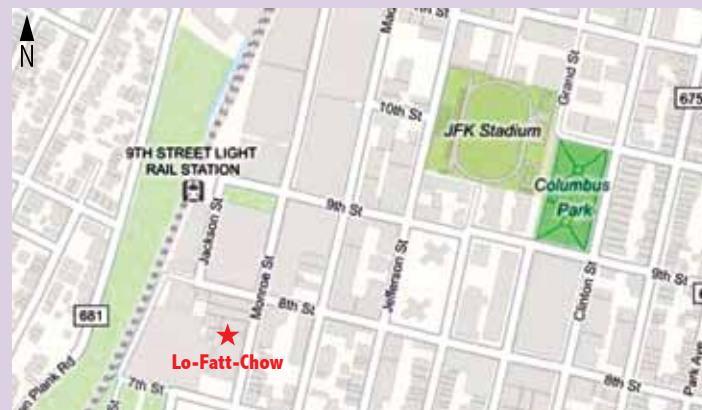 N
10th St
JFK Stadium
Grand St
675
9TH STREET LIGHT
RAIL STATION
Columbus
Park
9th St
Jackson St
Monroe St
8th St
Jefferson St
Clinton St
9th St
681
Lo-Fatt-Chow
7th St
8th St
Park Ave
Plank Rd
St